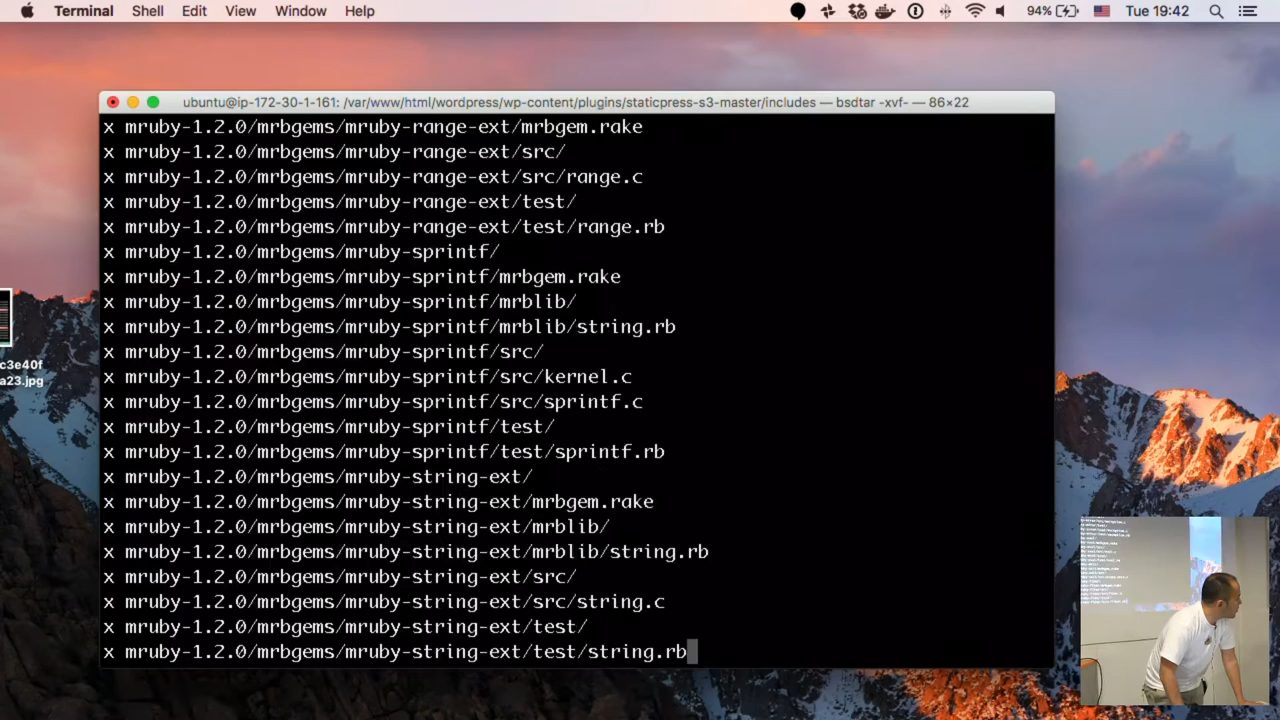 Terminal Shell Edit View Window Help 94% Tue 19:42
ubuntu@ip-172-30-1-161: /var/www/html/wordpress/wp-content/plugins/staticpress-s3-master/includes — bsdtar -xvf- — 86×22
x mruby-1.2.0/mrbgems/mruby-range-ext/mrbgem.rake
x mruby-1.2.0/mrbgems/mruby-range-ext/src/
x mruby-1.2.0/mrbgems/mruby-range-ext/src/range.c
x mruby-1.2.0/mrbgems/mruby-range-ext/test/
x mruby-1.2.0/mrbgems/mruby-range-ext/test/range.rb
x mruby-1.2.0/mrbgems/mruby-sprintf/
x mruby-1.2.0/mrbgems/mruby-sprintf/mrbgem.rake
x mruby-1.2.0/mrbgems/mruby-sprintf/mrblib/
x mruby-1.2.0/mrbgems/mruby-sprintf/mrblib/string.rb
x mruby-1.2.0/mrbgems/mruby-sprintf/src/
x mruby-1.2.0/mrbgems/mruby-sprintf/src/kernel.c
x mruby-1.2.0/mrbgems/mruby-sprintf/src/sprintf.c
x mruby-1.2.0/mrbgems/mruby-sprintf/test/
x mruby-1.2.0/mrbgems/mruby-sprintf/test/sprintf.rb
x mruby-1.2.0/mrbgems/mruby-string-ext/
x mruby-1.2.0/mrbgems/mruby-string-ext/mrbgem.rake
x mruby-1.2.0/mrbgems/mruby-string-ext/mrblib/
x mruby-1.2.0/mrbgems/mruby-string-ext/mrblib/string.rb
x mruby-1.2.0/mrbgems/mruby-string-ext/src/
x mruby-1.2.0/mrbgems/mruby-string-ext/src/string.c
x mruby-1.2.0/mrbgems/mruby-string-ext/test/
x mruby-1.2.0/mrbgems/mruby-string-ext/test/string.rb
c3e40f
a23.jpg